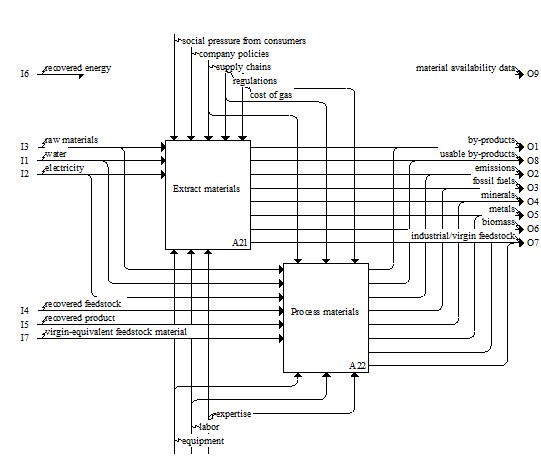 social pressure from consumers
company policies
supply chains
regulations
cost of gas
I6 recovered energy
material availability data O9
I3 raw materials
I1 water
I2 electricity
by-products O1
usable by-products O8
emissions O2
fossil fuels O3
minerals O4
metals O5
biomass O6
industrial/virgin feedstock O7
Extract materials
A21
I4 recovered feedstock
I5 recovered product
I7 virgin-equivalent feedstock material
Process materials
A22
expertise
labor
equipment